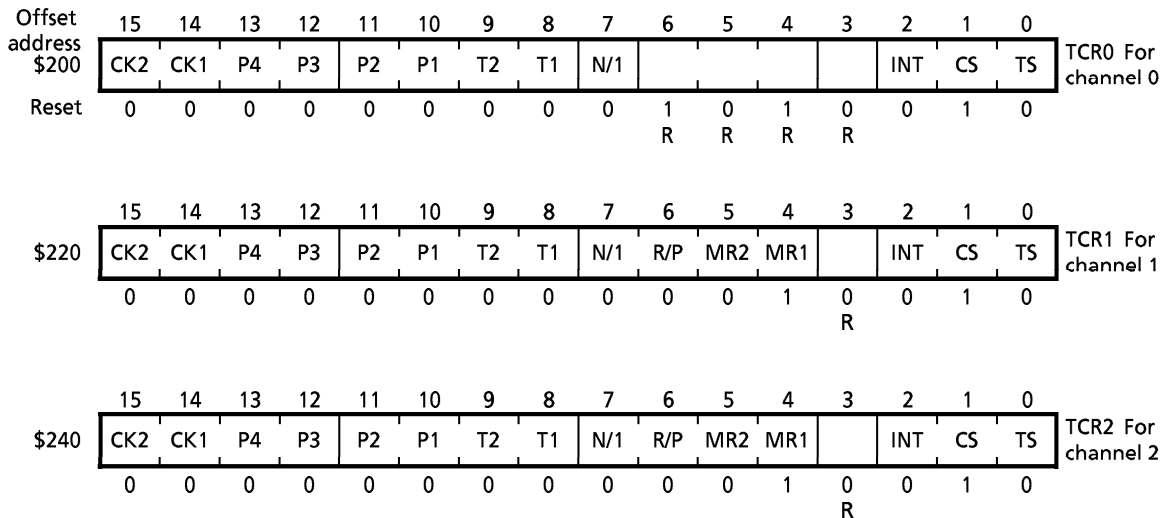 Offset address 15 14 13 12 11 10 9 8 7 6 5 4 3 2 1 0
$200 CK2 CK1 P4 P3 P2 P1 T2 T1 N/1 INT CS TS TCR0 For channel 0
Reset 0 0 0 0 0 0 0 0 0 1 0 1 0 0 1 0
R R R R
15 14 13 12 11 10 9 8 7 6 5 4 3 2 1 0
$220 CK2 CK1 P4 P3 P2 P1 T2 T1 N/1 R/P MR2 MR1 INT CS TS TCR1 For channel 1
0 0 0 0 0 0 0 0 0 0 0 1 0 0 1 0
R
15 14 13 12 11 10 9 8 7 6 5 4 3 2 1 0
$240 CK2 CK1 P4 P3 P2 P1 T2 T1 N/1 R/P MR2 MR1 INT CS TS TCR2 For channel 2
0 0 0 0 0 0 0 0 0 0 0 1 0 0 1 0
R